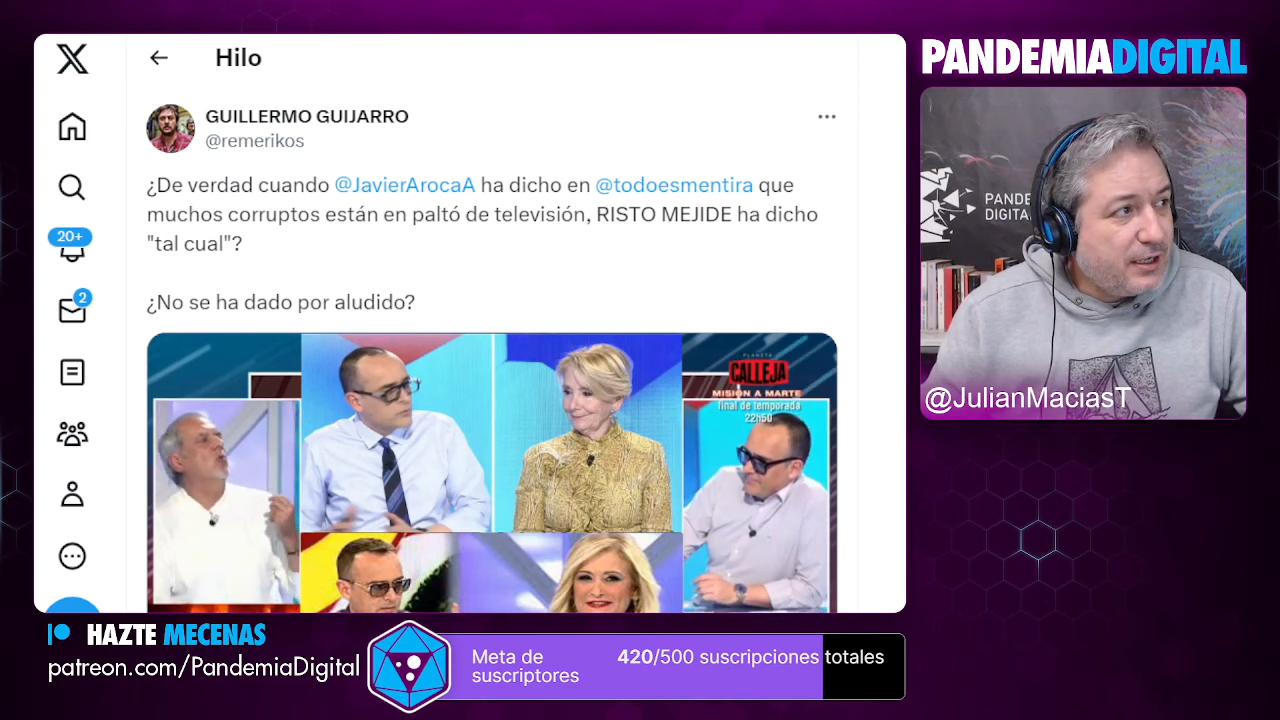 Hilo
GUILLERMO GUIJARRO
@remerikos
¿De verdad cuando @JavierArocaA ha dicho en @todoesmentira que
muchos corruptos están en paltó de televisión, RISTO MEJIDE ha dicho
"tal cual"?
¿No se ha dado por aludido?
20+
2
PLANETA
CALLEJA
MISIÓN A MARTE
final de temporada
22h50
PANDEMIADIGITAL
PANDE
DIGITA
@JulianMaciasT
HAZTE MECENAS
patreon.com/PandemiaDigital
Meta de
suscriptores
420/500 suscripciones totales